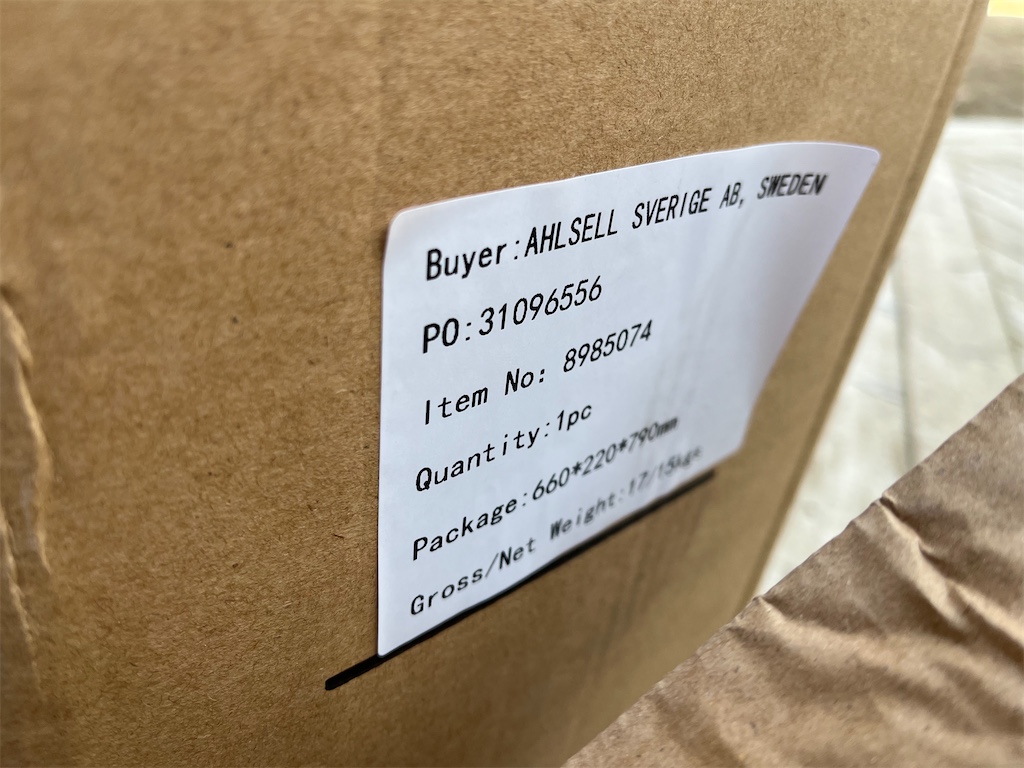 Buyer:AHLSELL SVERIGE AB, SWEDEN
PO:31096556
Item No: 8985074
Quantity:1pc
Package:660*220*790mm
Gross/Net Weight:17/15kgs